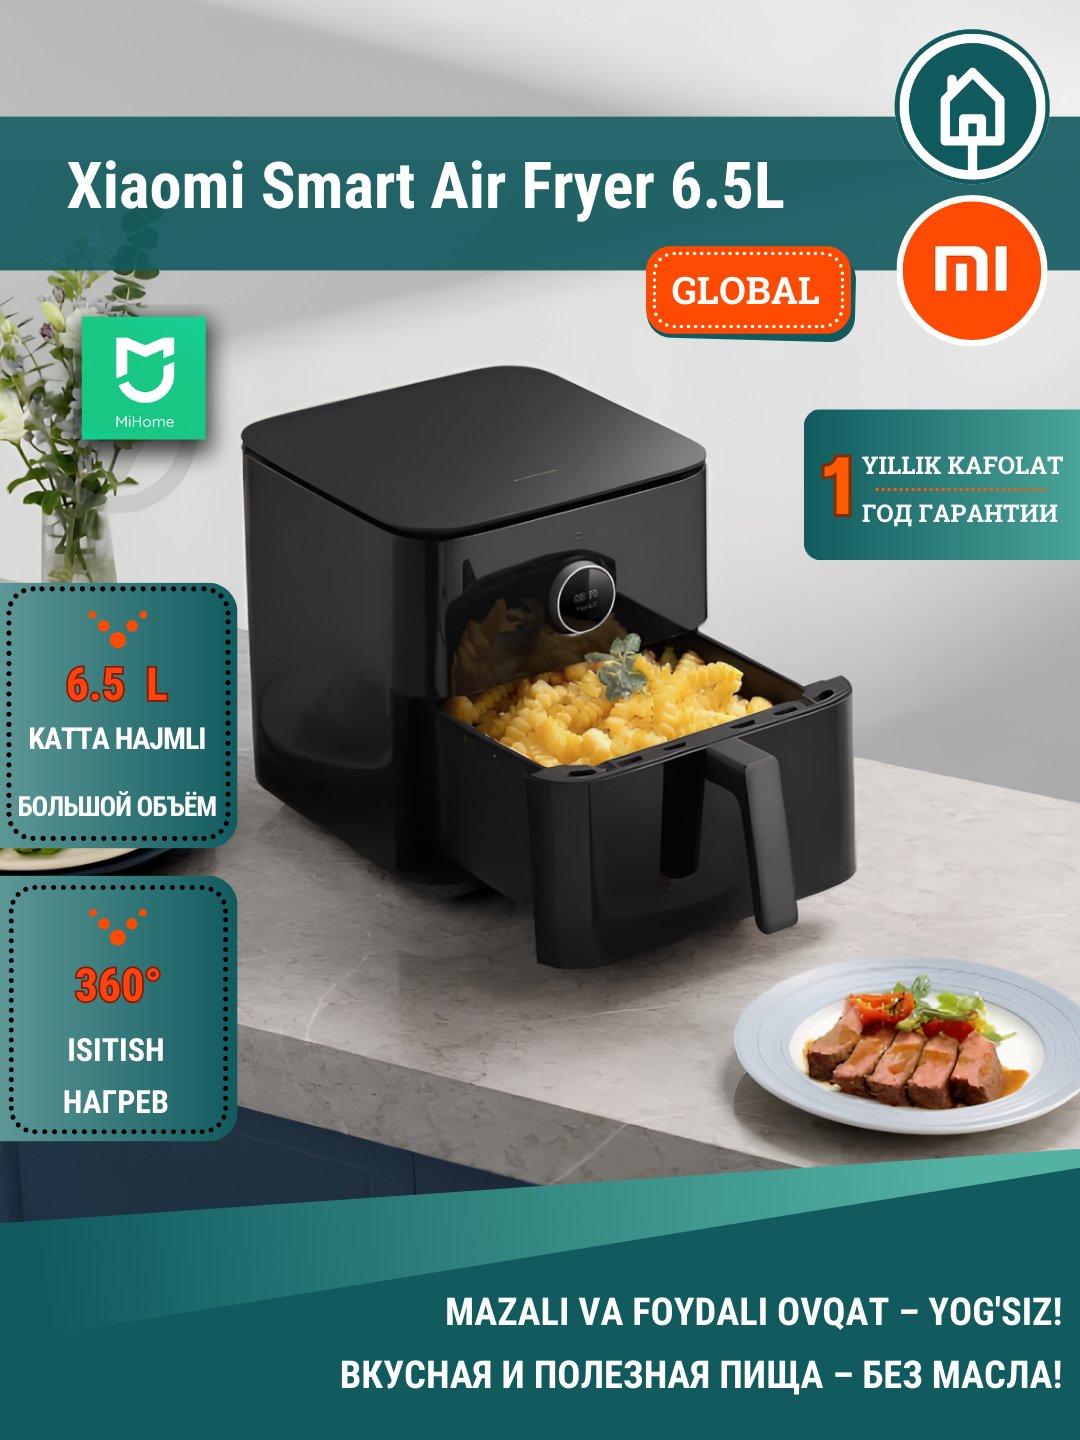 Xiaomi Smart Air Fryer 6.5L
GLOBAL
MiHome
1
YILLIK KAFOLAT
ГОД ГАРАНТИИ
6.5 L
KATTA HAJMLI
БОЛЬШОЙ ОБЪЁМ
360°
ISITISH
НАГРЕВ
MAZALI VA FOYDALI OVQAT – YOG'SIZ!
ВКУСНАЯ И ПОЛЕЗНАЯ ПИЩА – БЕЗ МАСЛА!